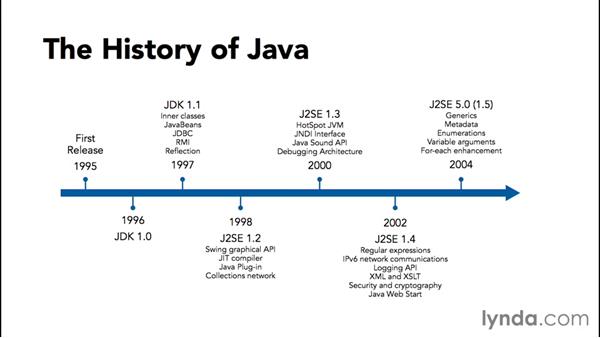 The History of Java
First
Release
1995
1996
JDK 1.0
JDK 1.1
Inner classes
JavaBeans
JDBC
RMI
Reflection
1997
1998
J2SE 1.2
Swing graphical API
JIT compiler
Java Plug-in
Collections network
J2SE 1.3
HotSpot JVM
JNDI Interface
Java Sound API
Debugging Architecture
2000
2002
J2SE 1.4
Regular expressions
IPv6 network communications
Logging API
XML and XSLT
Security and cryptography
Java Web Start
J2SE 5.0 (1.5)
Generics
Metadata
Enumerations
Variable arguments
For-each enhancement
2004
lynda.com